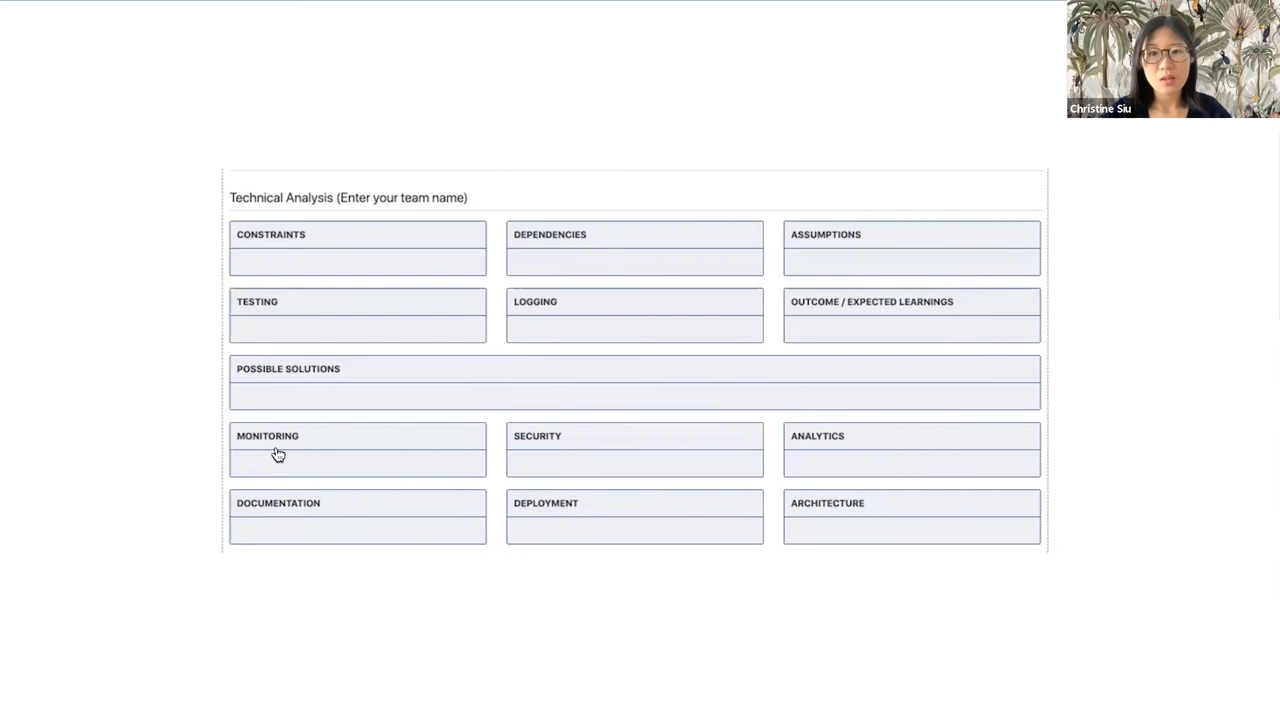 Christine Siu
Technical Analysis (Enter your team name)
CONSTRAINTS
DEPENDENCIES
ASSUMPTIONS
TESTING
LOGGING
OUTCOME / EXPECTED LEARNINGS
POSSIBLE SOLUTIONS
MONITORING
SECURITY
ANALYTICS
DOCUMENTATION
DEPLOYMENT
ARCHITECTURE